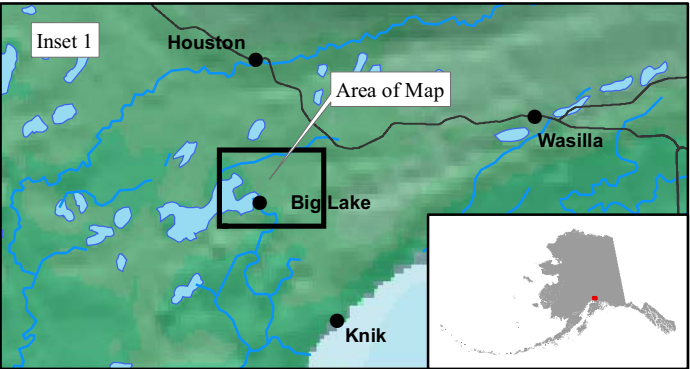 Inset 1
Houston
Area of Map
Wasilla
Big Lake
Knik